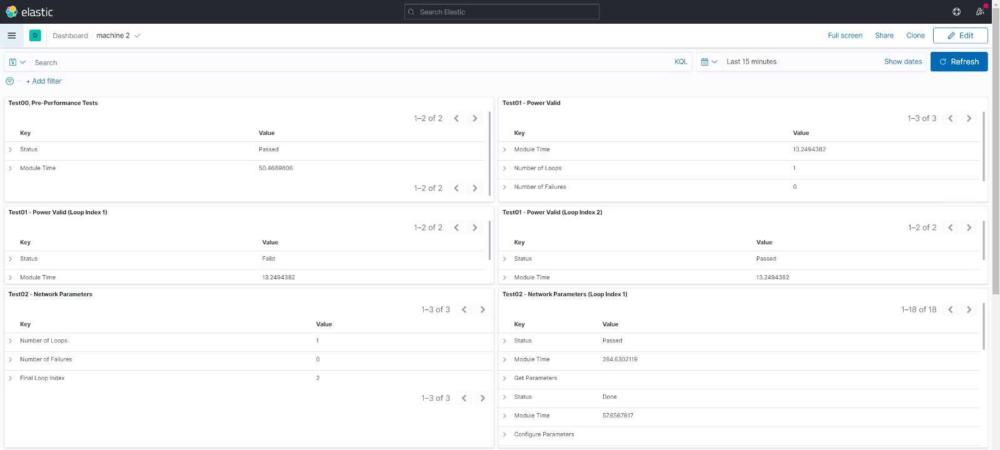 elastic
Search Elastic
D
Dashboard / machine 2
Full screen Share Clone Edit
Search KQL
Last 15 minutes Show dates Refresh
+ Add filter
Test00, Pre-Performance Tests
1–2 of 2
Key Value
Status Passed
Module Time 50.4689806
1–2 of 2
Test01 - Power Valid
1–3 of 3
Key Value
Module Time 13.2494382
Number of Loops 1
Number of Failures 0
Test01 - Power Valid (Loop Index 1)
1–2 of 2
Key Value
Status Faild
Module Time 13.2494382
Test01 - Power Valid (Loop Index 2)
1–2 of 2
Key Value
Status Passed
Module Time 13.2494382
Test02 - Network Parameters
1–3 of 3
Key Value
Number of Loops 1
Number of Failures 0
Final Loop Index 2
1–3 of 3
Test02 - Network Parameters (Loop Index 1)
1–18 of 18
Key Value
Status Passed
Module Time 284.6302119
Get Parameters
Status Done
Module Time 57.6567817
Configure Parameters